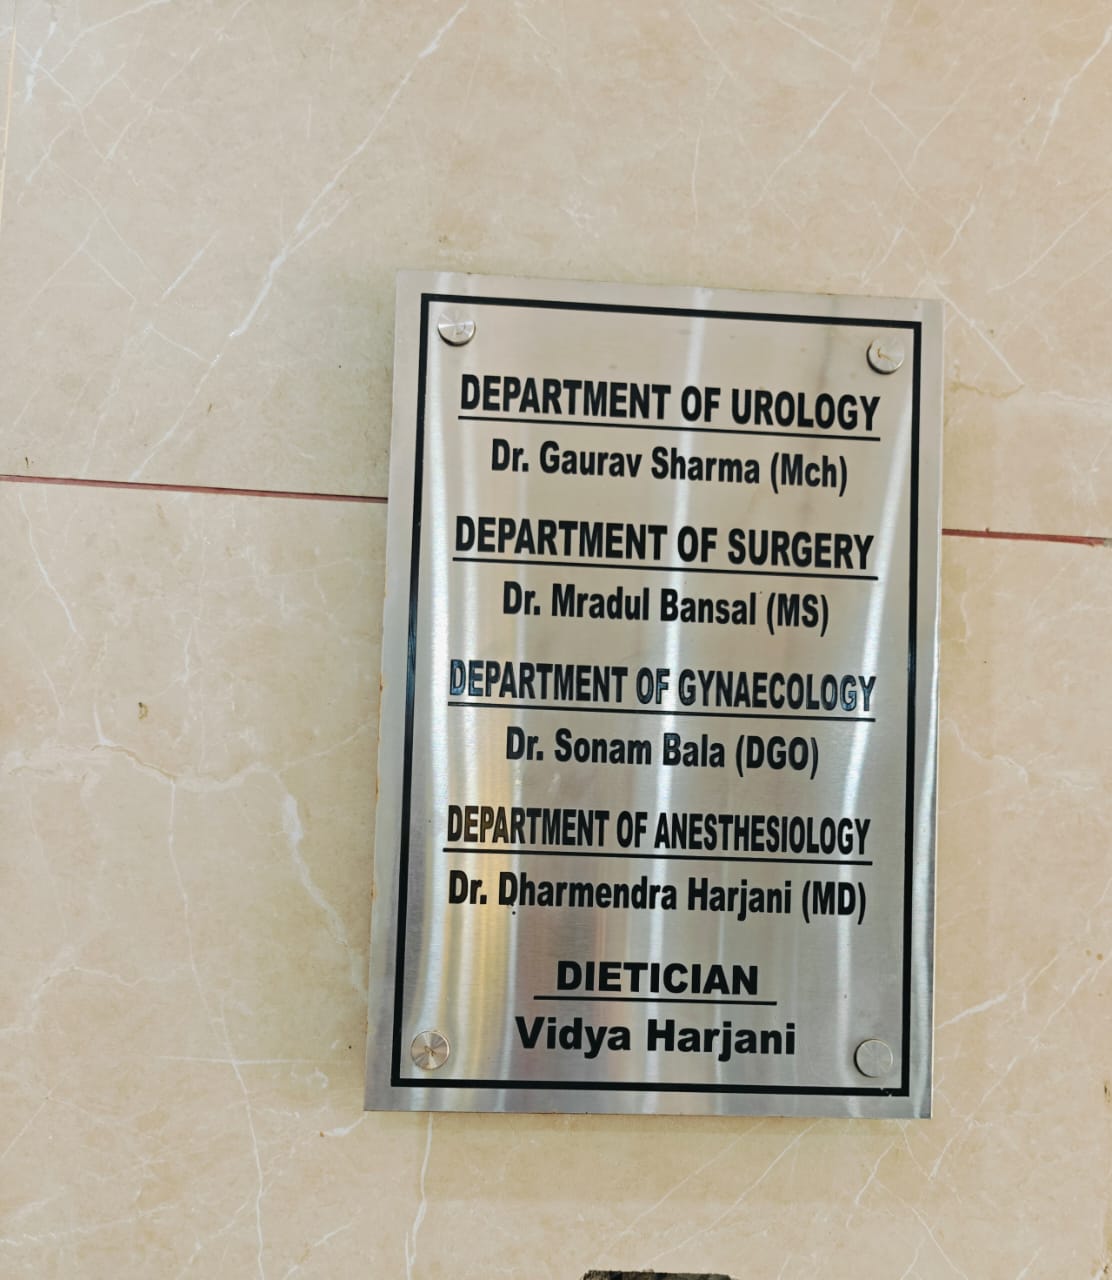 DEPARTMENT OF UROLOGY
Dr. Gaurav Sharma (Mch)
DEPARTMENT OF SURGERY
Dr. Mradul Bansal (MS)
DEPARTMENT OF GYNAECOLOGY
Dr. Sonam Bala (DGO)
DEPARTMENT OF ANESTHESIOLOGY
Dr. Dharmendra Harjani (MD)
DIETICIAN
Vidya Harjani